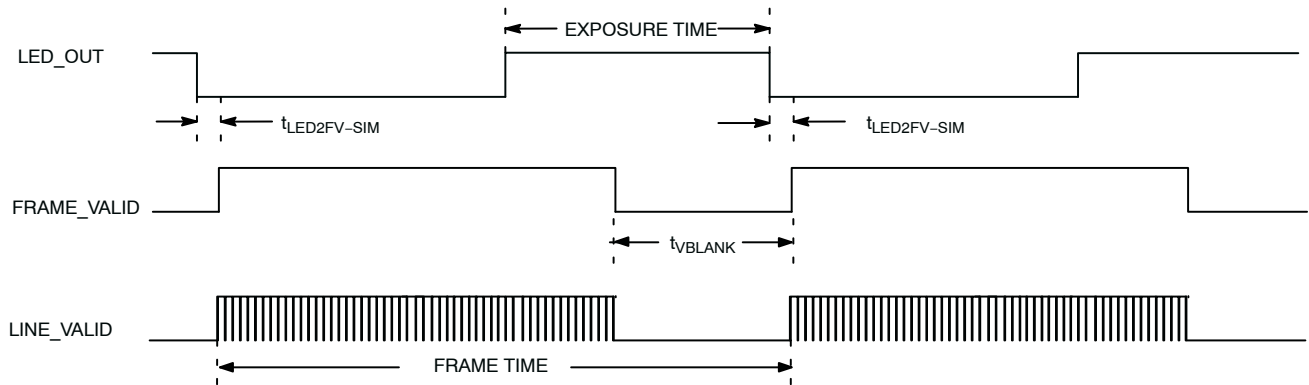 EXPOSURE TIME
LED_OUT
tLED2FV–SIM
tLED2FV–SIM
FRAME_VALID
tVBLANK
LINE_VALID
FRAME TIME